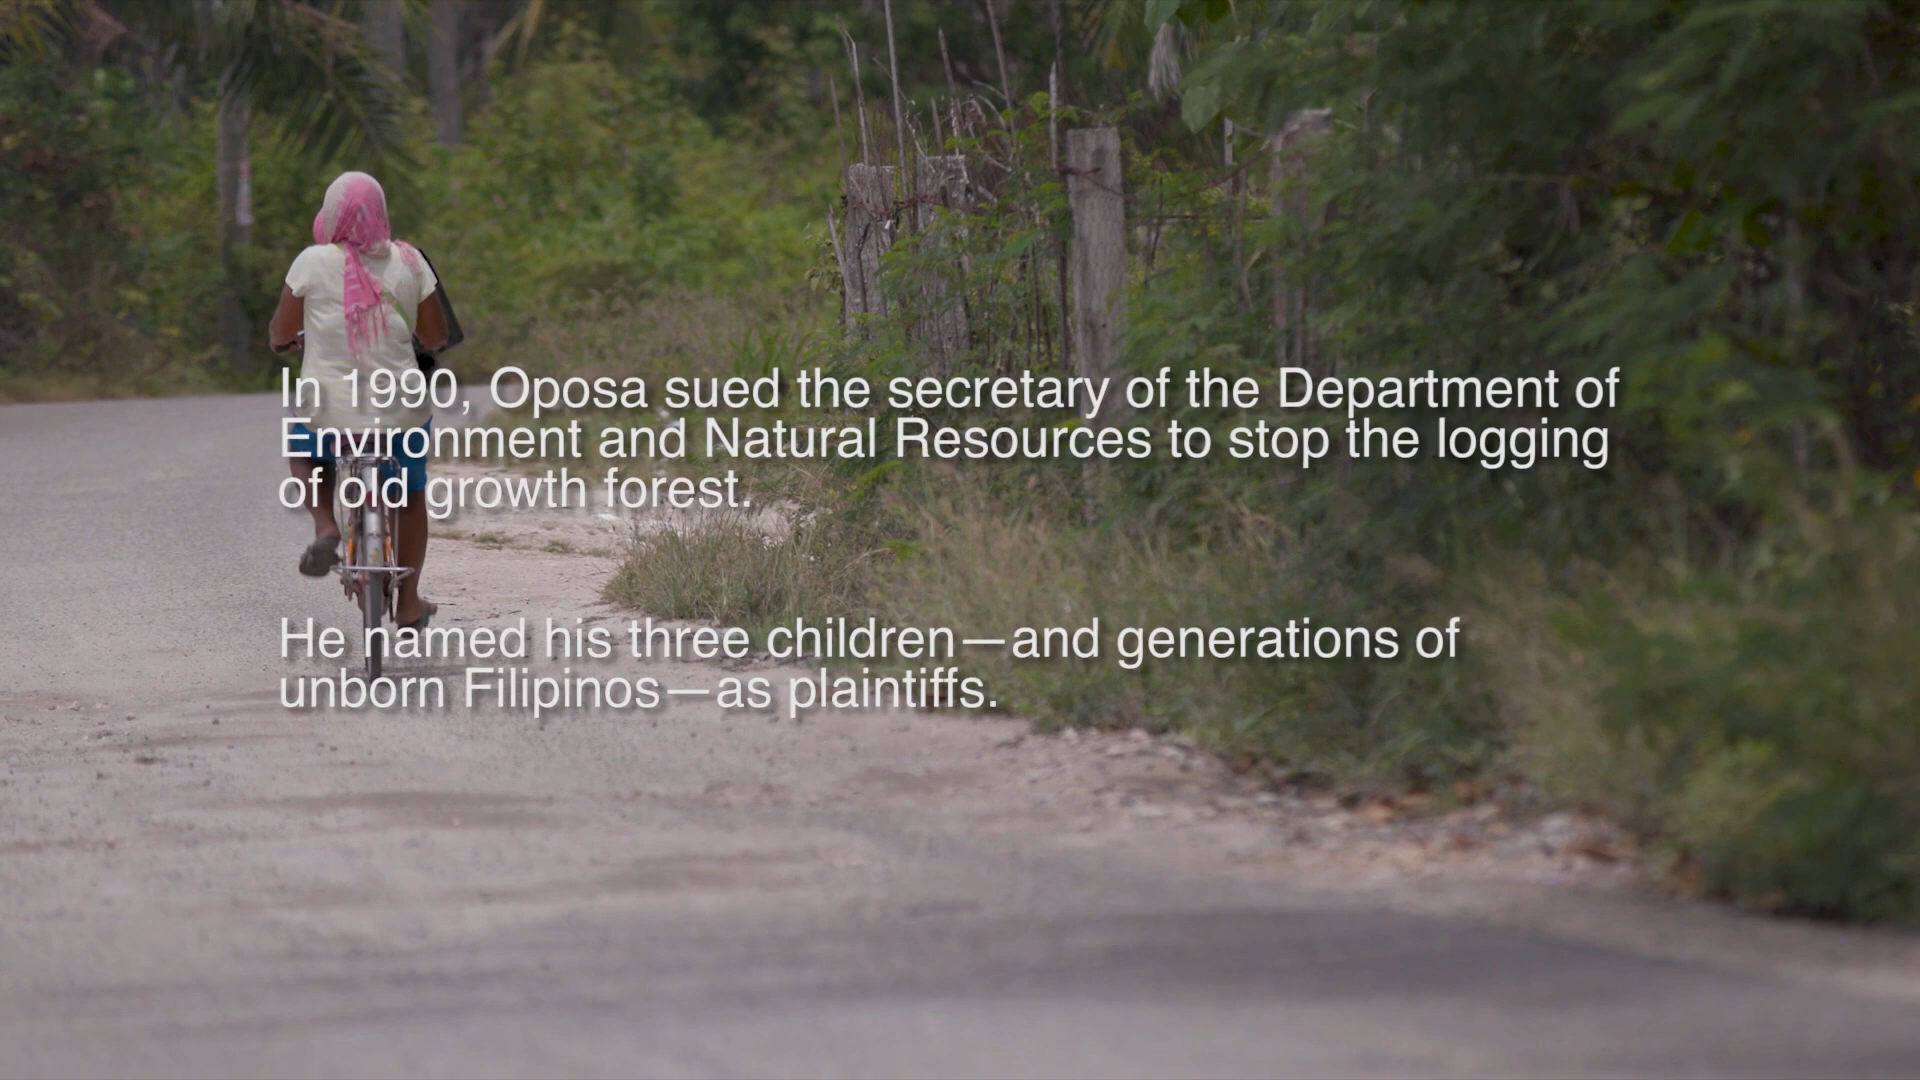 In 1990, Oposa sued the secretary of the Department of
Environment and Natural Resources to stop the logging
of old growth forest.
He named his three children—and generations of
unborn Filipinos—as plaintiffs.